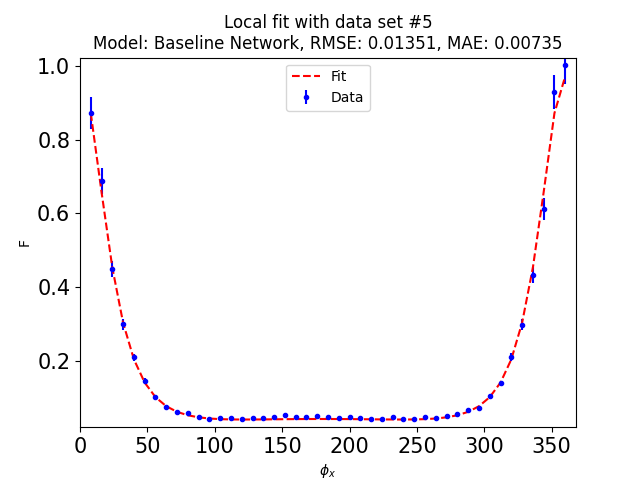 Local fit with data set #5
Model: Baseline Network, RMSE: 0.01351, MAE: 0.00735
1.0
0.8
0.6
0.4
0.2
F
Fit
Data
0 50 100 150 200 250 300 350
ϕₓ